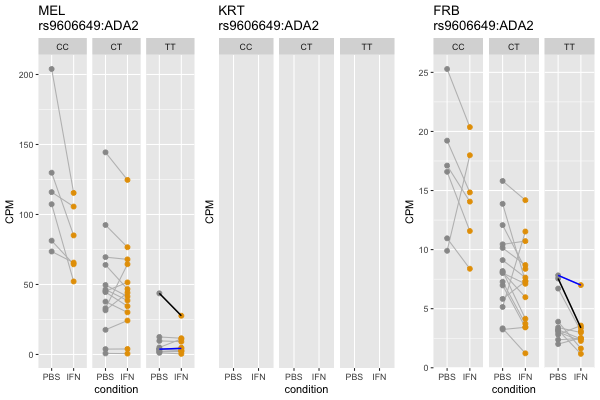 MEL
rs9606649:ADA2
CC CT TT
200
150
100
50
0
CPM
PBS IFN PBS IFN PBS IFN
condition
KRT
rs9606649:ADA2
CC CT TT
CPM
PBS IFN PBS IFN PBS IFN
condition
FRB
rs9606649:ADA2
CC CT TT
25
20
15
10
5
0
CPM
PBS IFN PBS IFN PBS IFN
condition